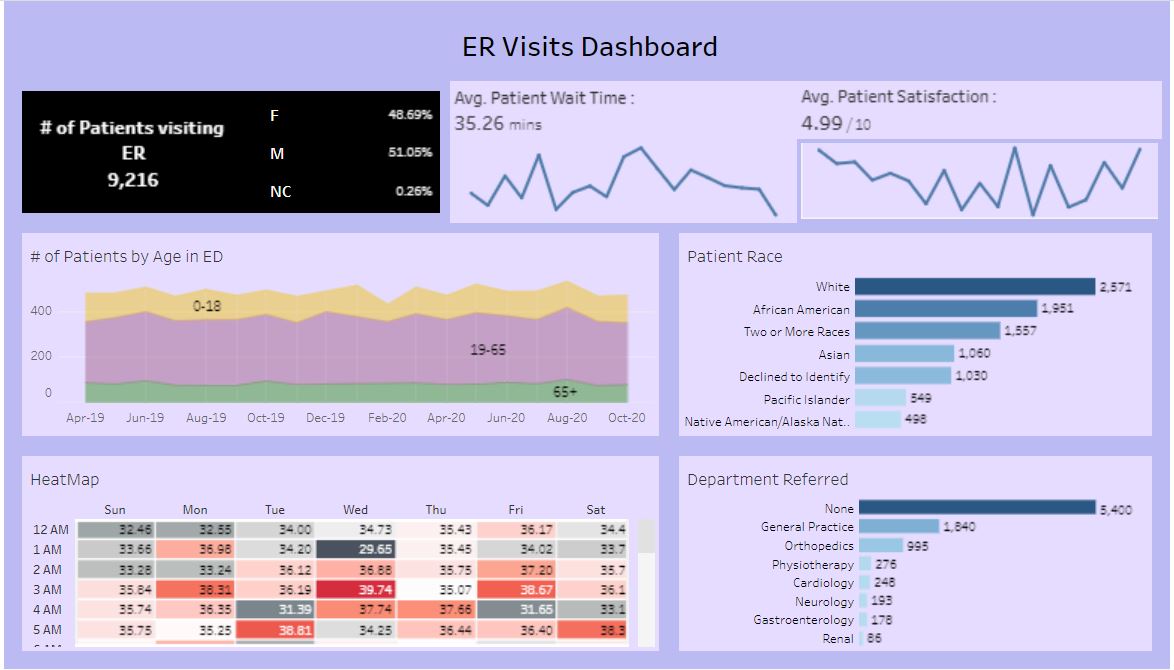 ER Visits Dashboard
# of Patients visiting
ER
9,216
F 48.69%
M 51.05%
NC 0.26%
Avg. Patient Wait Time :
35.26 mins
Avg. Patient Satisfaction :
4.99 / 10
# of Patients by Age in ED
400
200
0
0-18
19-65
65+
Apr-19 Jun-19 Aug-19 Oct-19 Dec-19 Feb-20 Apr-20 Jun-20 Aug-20 Oct-20
Patient Race
White 2,571
African American 1,951
Two or More Races 1,557
Asian 1,060
Declined to Identify 1,030
Pacific Islander 549
Native American/Alaska Nat.. 498
HeatMap
Sun Mon Tue Wed Thu Fri Sat
12 AM 32.46 32.55 34.00 34.73 35.43 36.17 34.4
1 AM 33.66 36.98 34.20 29.65 35.45 34.02 33.7
2 AM 33.28 33.24 36.12 36.88 35.75 37.20 35.7
3 AM 35.84 38.31 36.19 39.74 35.07 38.67 36.1
4 AM 35.74 36.35 31.39 37.74 37.66 31.65 33.1
5 AM 35.75 35.25 38.81 34.25 36.44 36.40 38.3
Department Referred
None 5,400
General Practice 1,840
Orthopedics 995
Physiotherapy 276
Cardiology 248
Neurology 193
Gastroenterology 178
Renal 86